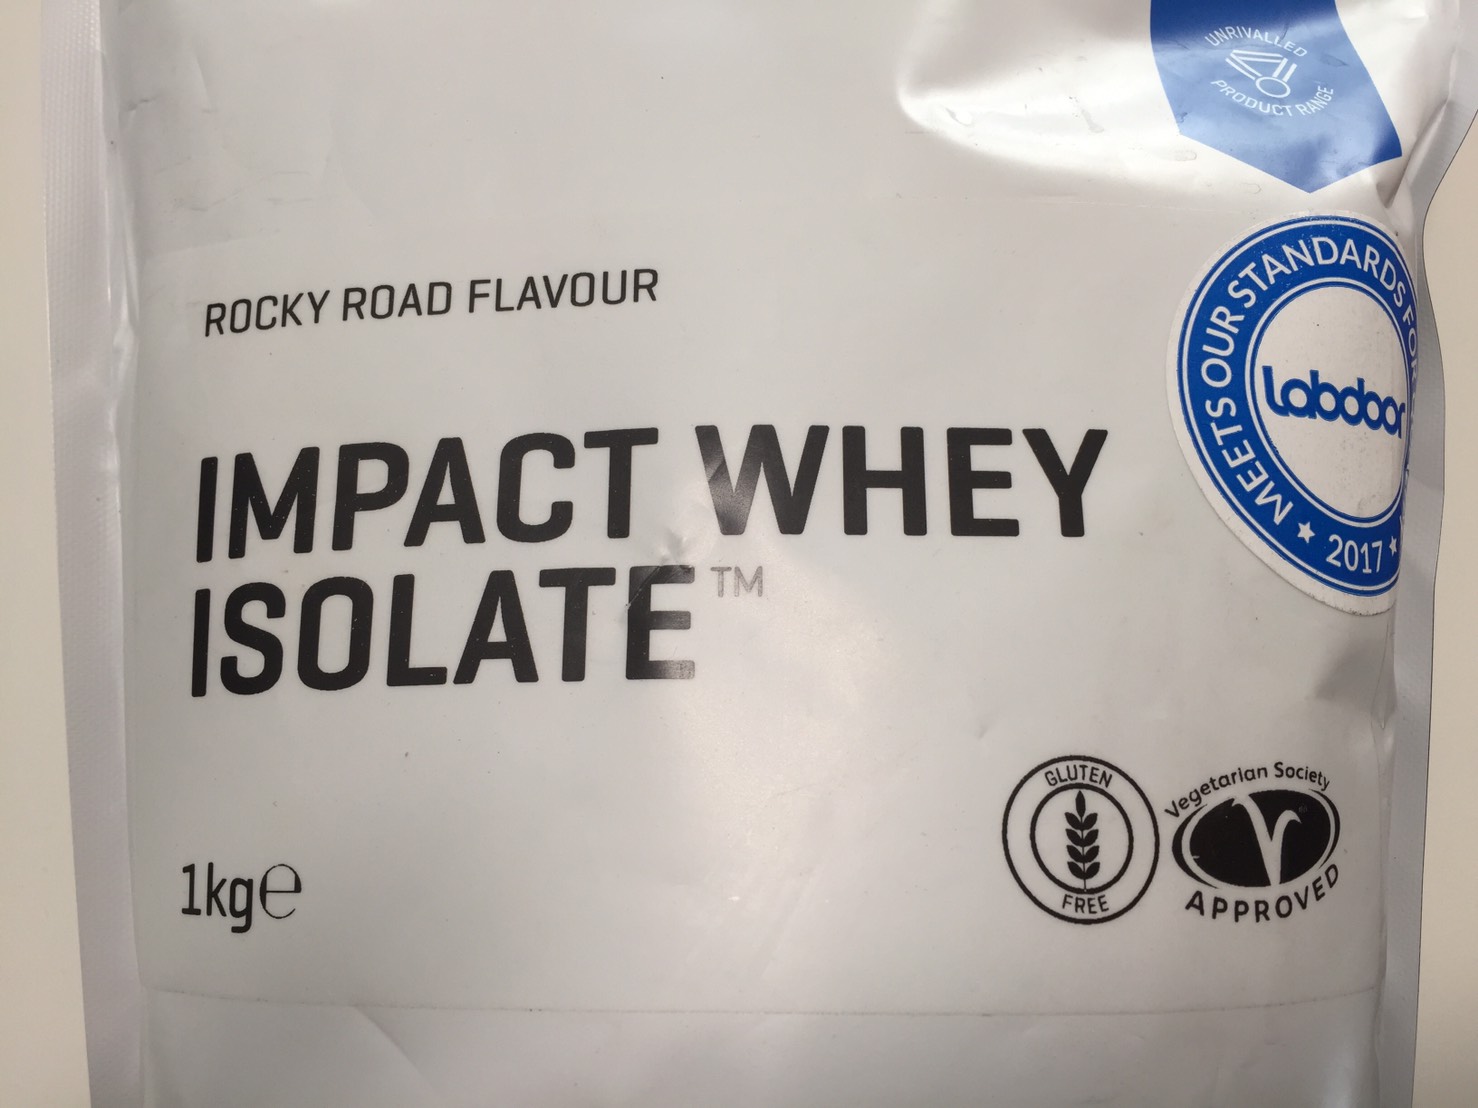 UNRIVALLED
PRODUCT RANGE
ROCKY ROAD FLAVOUR
MEETS OUR STANDARDS FOR
Labdoor
★ 2017 ★
IMPACT WHEY
ISOLATE™
GLUTEN
FREE
Vegetarian Society
V
APPROVED
1kg℮